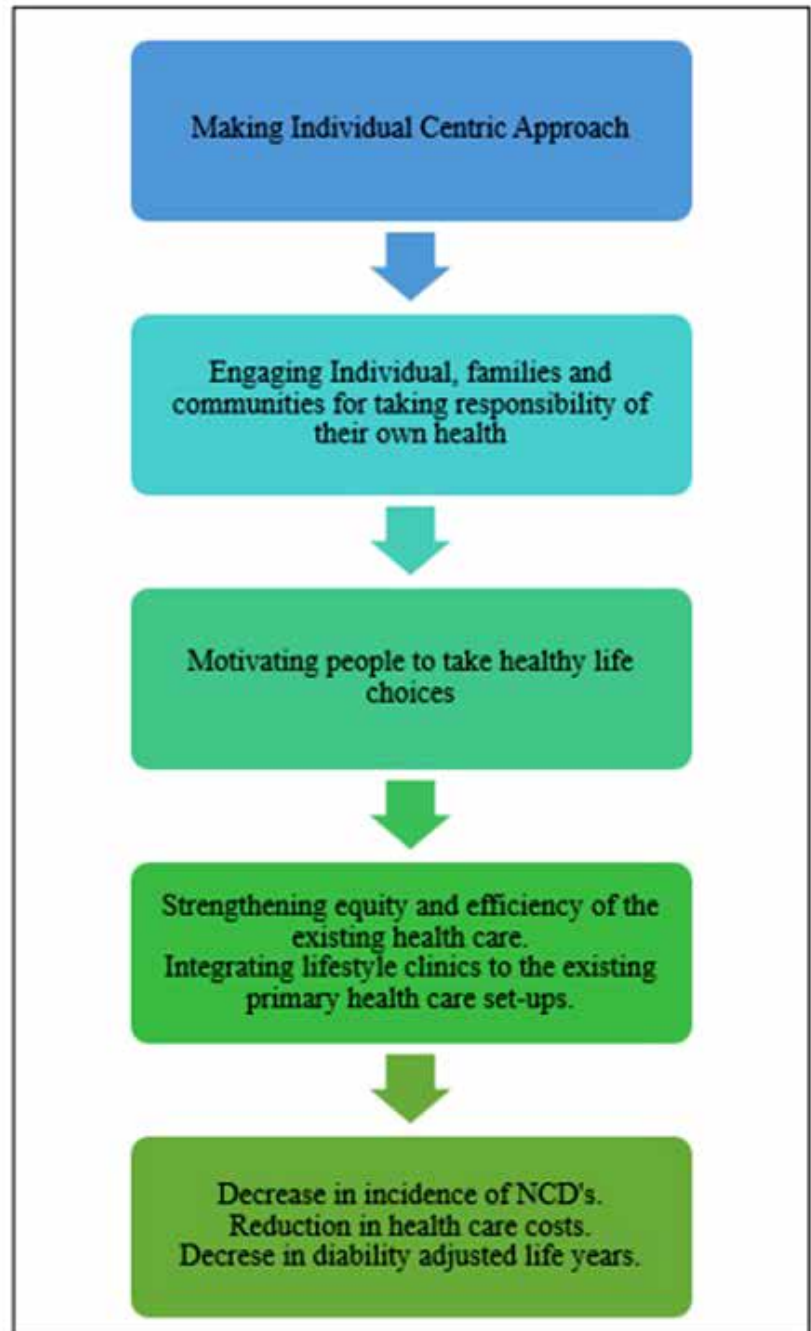 Making Individual Centric Approach
Engaging Individual, families and
communities for taking responsibility of
their own health
Motivating people to take healthy life
choices
Strengthening equity and efficiency of the
existing health care.
Integrating lifestyle clinics to the existing
primary health care set-ups.
Decrease in incidence of NCD's.
Reduction in health care costs.
Decrese in diability adjusted life years.